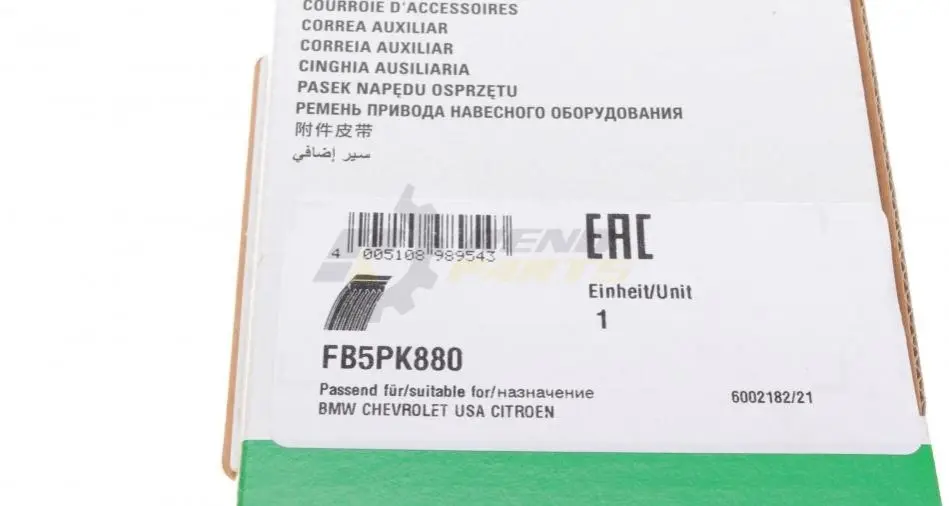 COURROIE D'ACCESSOIRES
CORREA AUXILIAR
CORREIA AUXILIAR
CINGHIA AUSILIARIA
PASEK NAPĘDU OSPRZĘTU
РЕМЕНЬ ПРИВОДА НАВЕСНОГО ОБОРУДОВАНИЯ
附件皮带
سير إضافي
4 005108 989543
EAC
Einheit/Unit
1
FB5PK880
Passend für/suitable for/назначение
BMW CHEVROLET USA CITROEN
6002182/21
PARTS